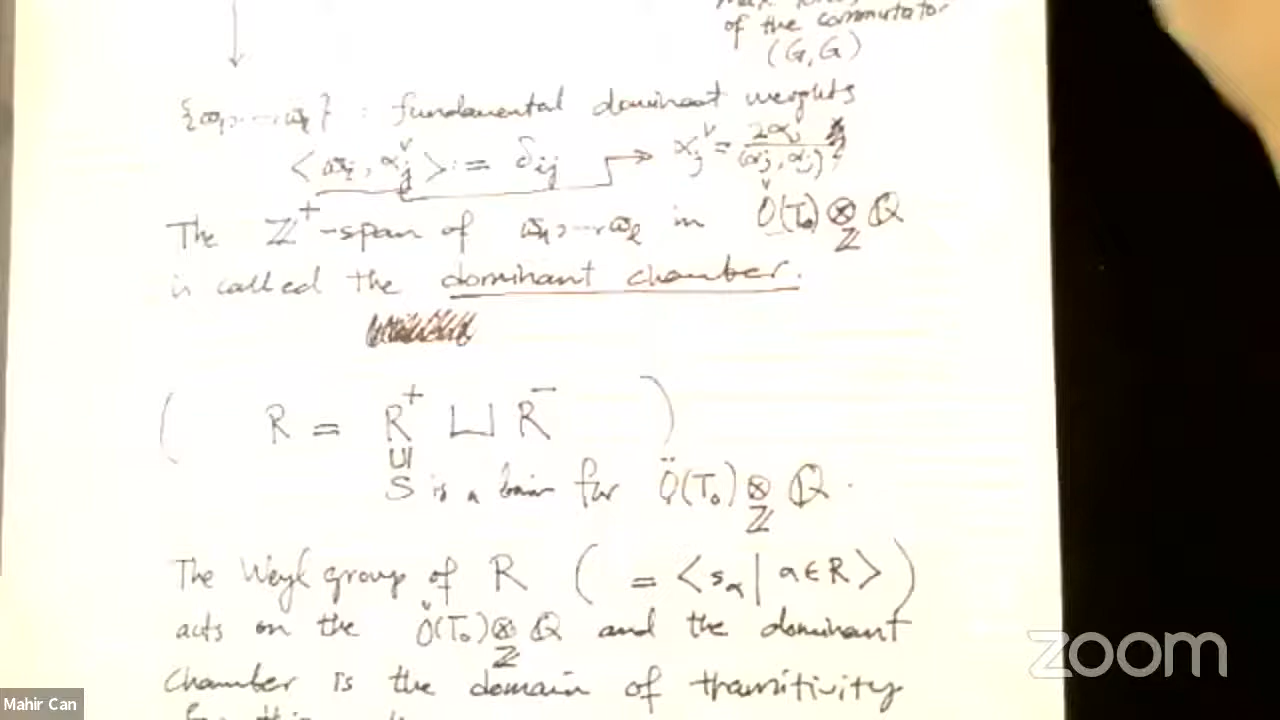 of the commutator
(G,G)
{ϖ₁,...,ϖₗ} : fundamental dominant weights
<ϖᵢ, αⱼ^∨> := δᵢⱼ → αⱼ^∨ = 2αⱼ/(αⱼ,αⱼ)
The Z⁺-span of ϖ₁,...,ϖₗ in Ö(T₀) ⊗_Z Q
is called the dominant chamber.
( R = R⁺ ⊔ R⁻ )
∪|
S is a basis for Ö(T₀) ⊗_Z Q.
The Weyl group of R ( = <s_α | α∈R> )
acts on the Ö(T₀) ⊗_Z Q and the dominant
chamber is the domain of transitivity
zoom
Mahir Can